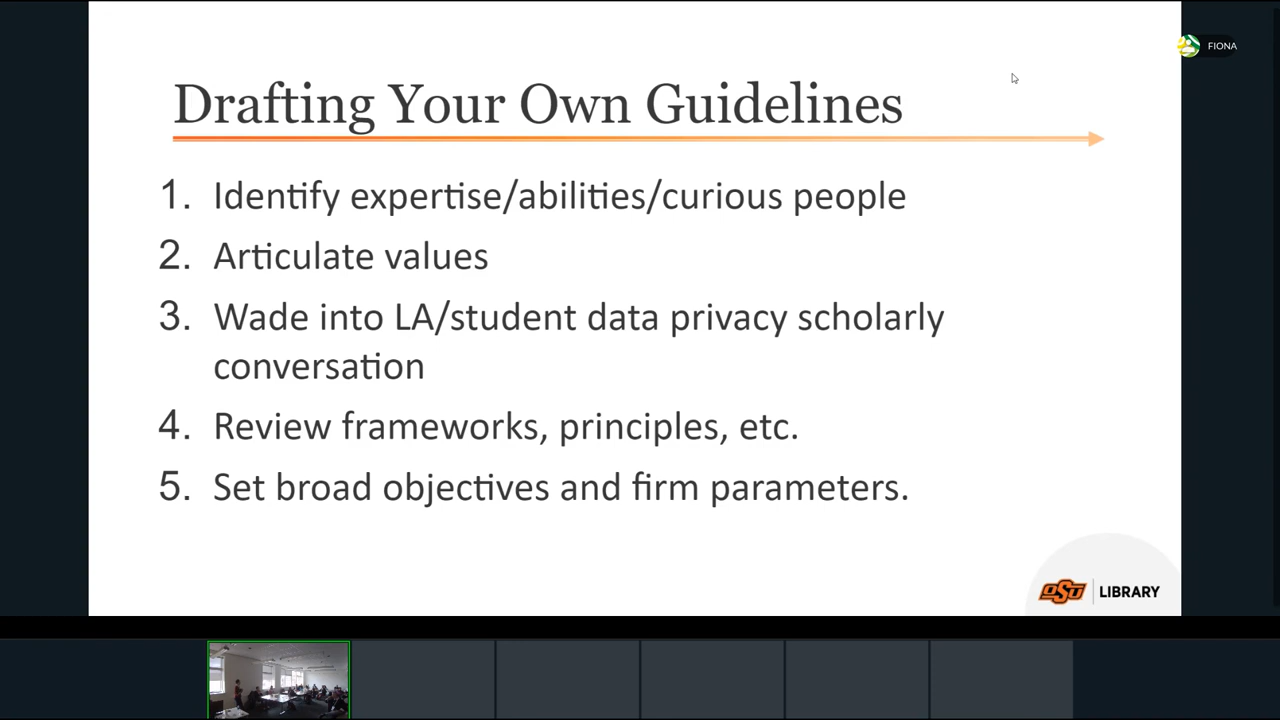 FIONA
Drafting Your Own Guidelines
1. Identify expertise/abilities/curious people
2. Articulate values
3. Wade into LA/student data privacy scholarly
conversation
4. Review frameworks, principles, etc.
5. Set broad objectives and firm parameters.
OSU LIBRARY